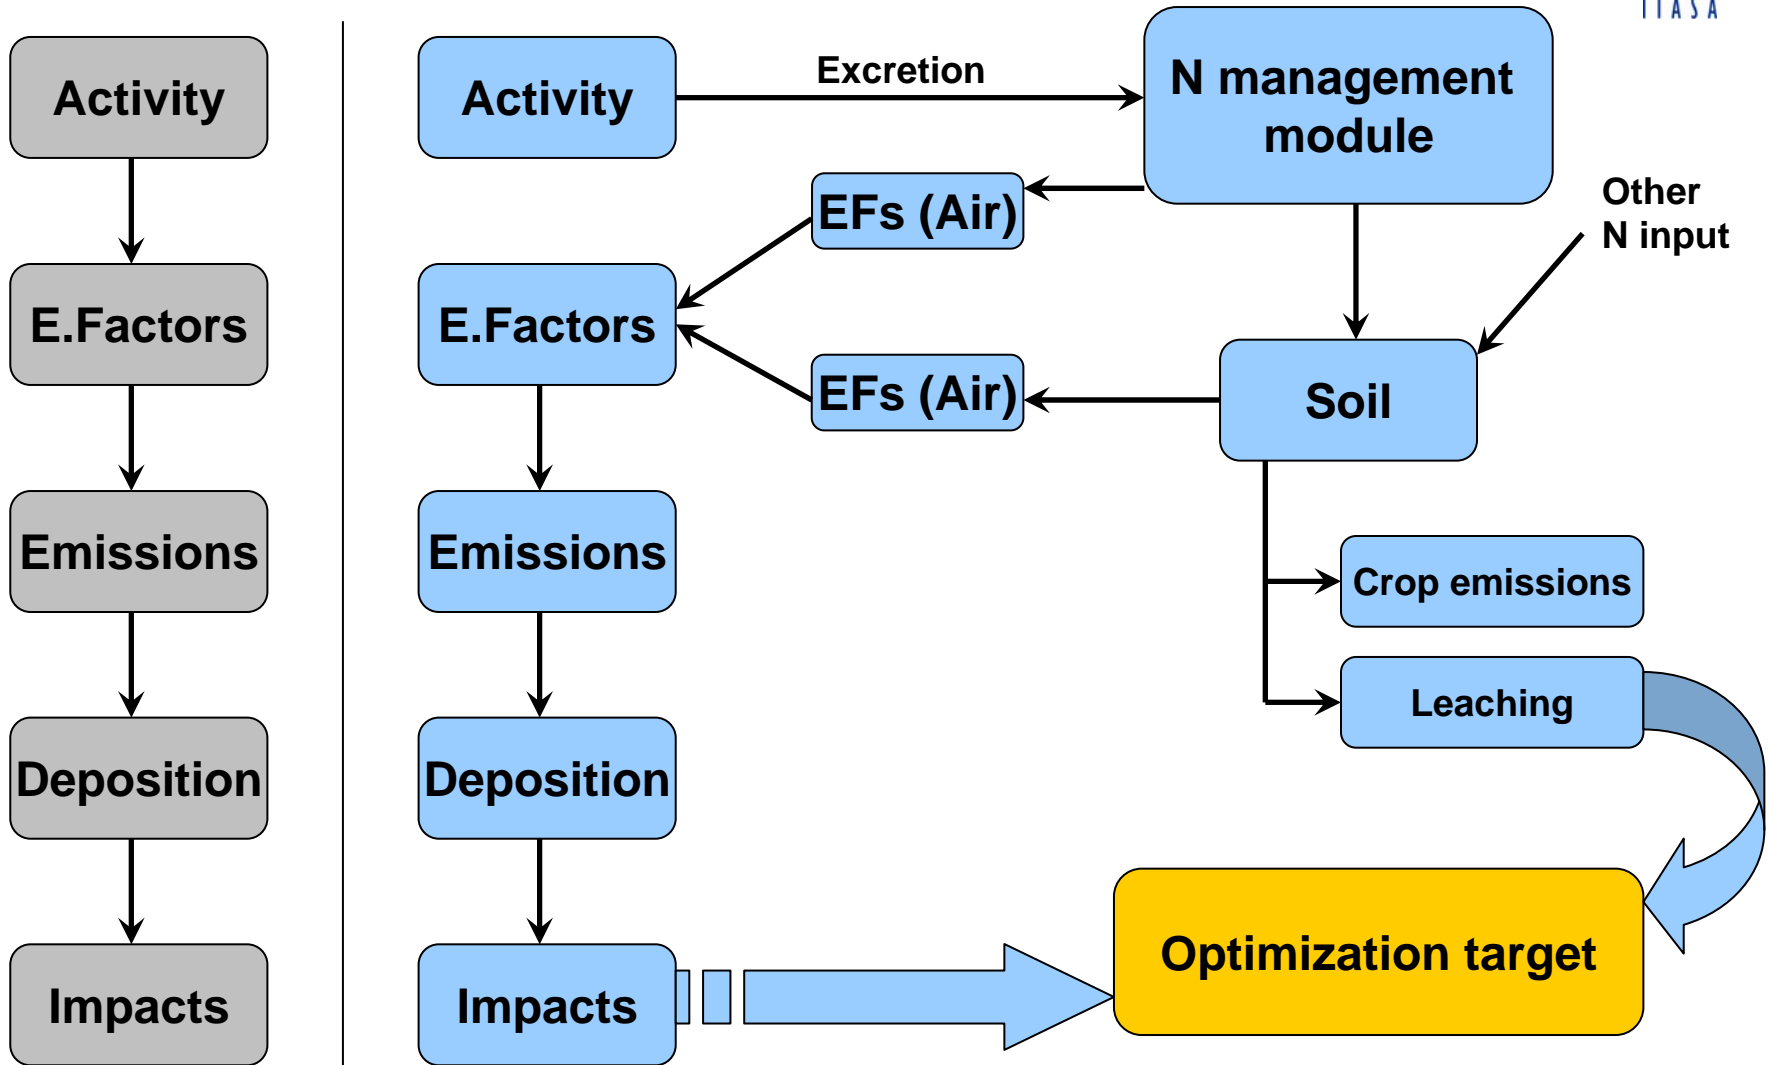 IIASA
Activity
E.Factors
Emissions
Deposition
Impacts
Activity
Excretion
N management
module
EFs (Air)
Other
N input
E.Factors
EFs (Air)
Soil
Emissions
Crop emissions
Leaching
Deposition
Optimization target
Impacts